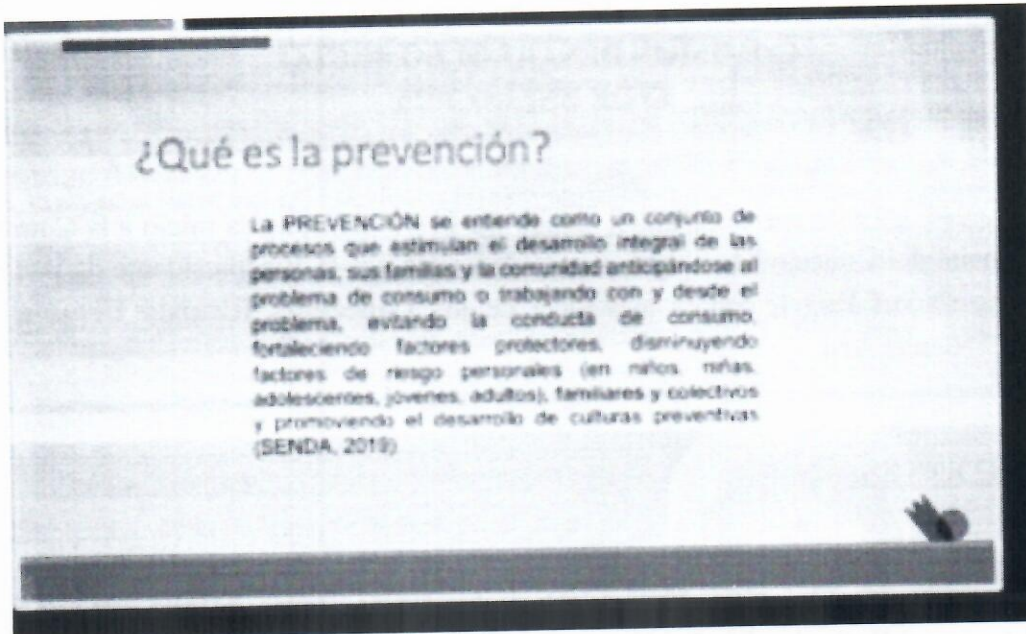 ¿Qué es la prevención?
La PREVENCIÓN se entiende como un conjunto de
procesos que estimulan el desarrollo integral de las
personas, sus familias y la comunidad anticipándose al
problema de consumo o trabajando con y desde el
problema, evitando la conducta de consumo,
fortaleciendo factores protectores, disminuyendo
factores de riesgo personales (en niños, niñas,
adolescentes, jóvenes, adultos), familiares y colectivos
y promoviendo el desarrollo de culturas preventivas
(SENDA, 2019)